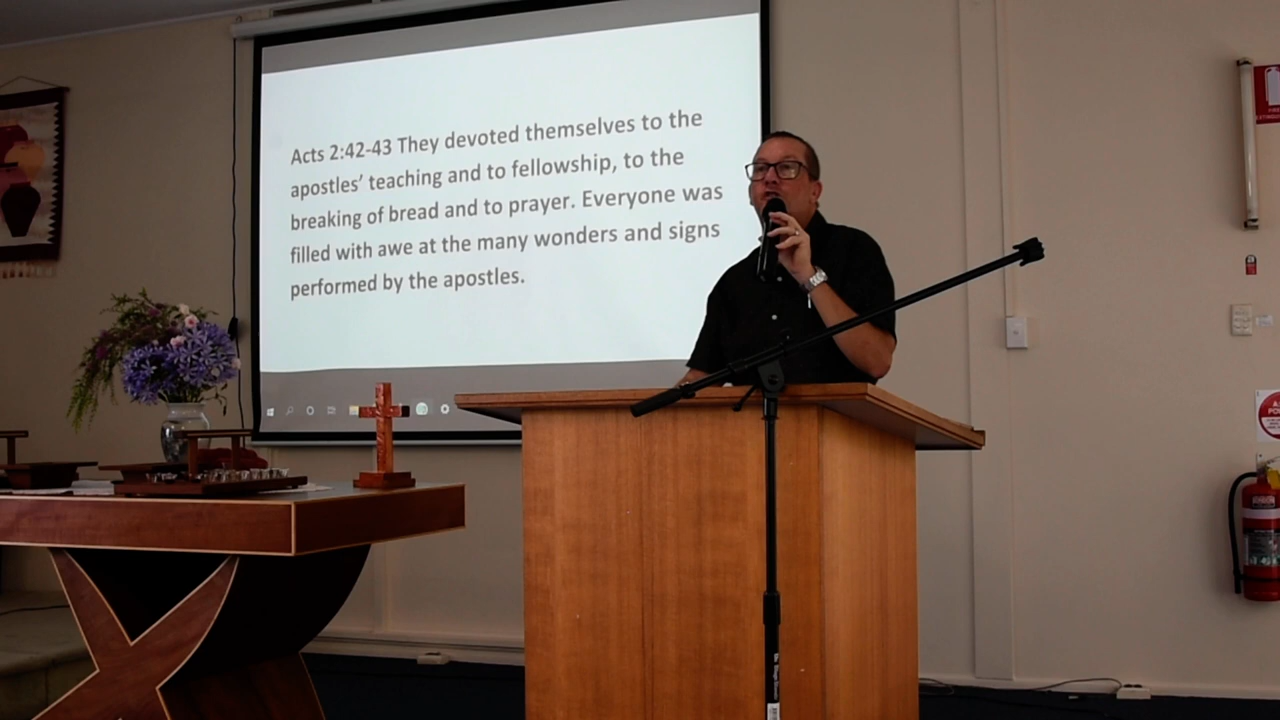 Acts 2:42-43 They devoted themselves to the
apostles’ teaching and to fellowship, to the
breaking of bread and to prayer. Everyone was
filled with awe at the many wonders and signs
performed by the apostles.